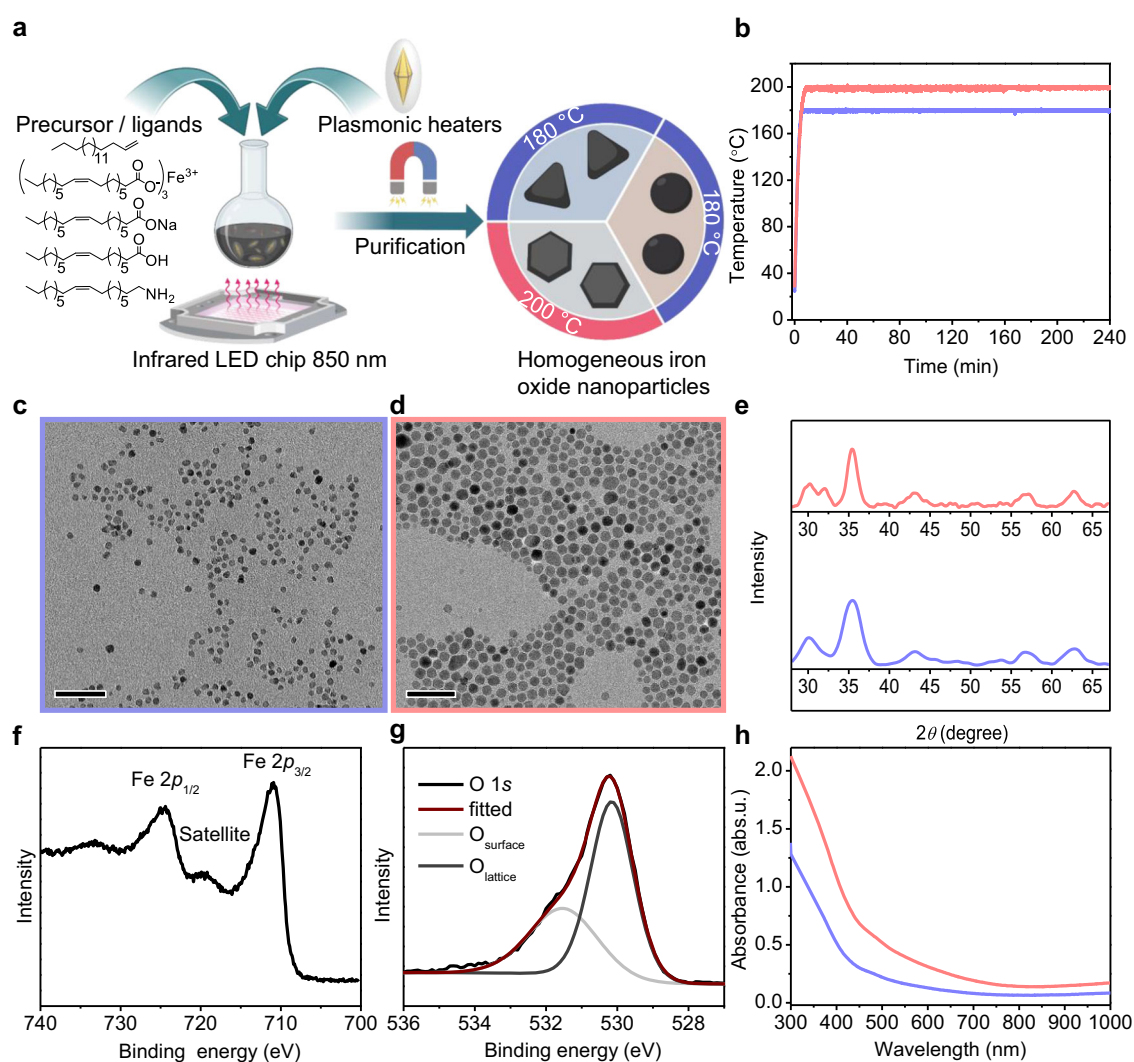 a
Precursor / ligands
11
( 5 5 O O- )3 Fe3+
5 5 O ONa
5 5 O OH
5 5 NH2
Plasmonic heaters
Purification
Infrared LED chip 850 nm
180 °C
180 °C
200 °C
Homogeneous iron
oxide nanoparticles
b
Temperature (°C)
200
160
120
80
40
0
0 40 80 120 160 200 240
Time (min)
c
d
e
Intensity
30 35 40 45 50 55 60 65
30 35 40 45 50 55 60 65
2θ (degree)
f
Intensity
Fe 2p1/2
Satellite
Fe 2p3/2
740 730 720 710 700
Binding energy (eV)
g
Intensity
O 1s
fitted
Osurface
Olattice
536 534 532 530 528
Binding energy (eV)
h
Absorbance (abs.u.)
2.0
1.5
1.0
0.5
0.0
300 400 500 600 700 800 900 1000
Wavelength (nm)